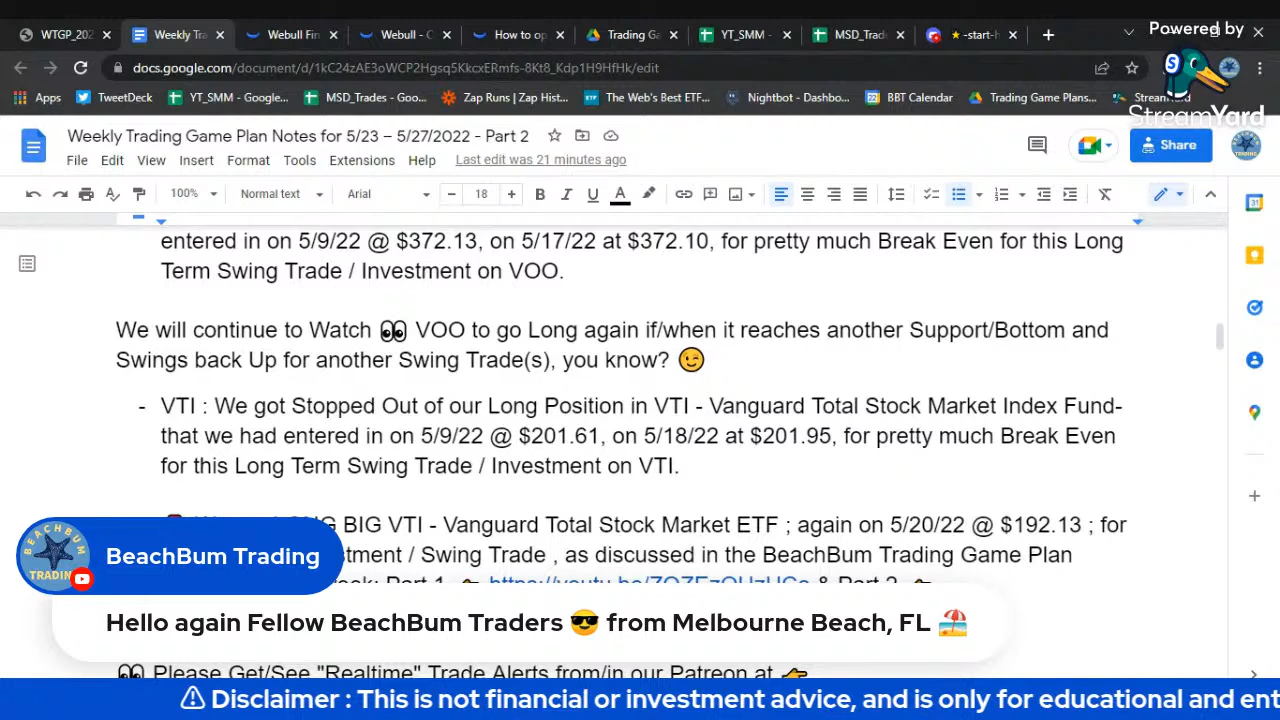 WTGP_202
Weekly Tra
Webull Fin
Webull - C
How to op
Trading Ga
YT_SMM -
MSD_Trad
-start-h
Powered by
docs.google.com/document/d/1kC24zAE3oWCP2Hgsq5KkcxERmfs-8Kt8_Kdp1H9HfHk/edit
Apps
TweetDeck
YT_SMM - Google...
MSD_Trades - Goo...
Zap Runs | Zap Hist...
The Web's Best ETF...
Nightbot - Dashbo...
BBT Calendar
Trading Game Plans...
StreamYard
Weekly Trading Game Plan Notes for 5/23 – 5/27/2022 - Part 2
File Edit View Insert Format Tools Extensions Help Last edit was 21 minutes ago
Share
100% Normal text Arial 18
entered in on 5/9/22 @ $372.13, on 5/17/22 at $372.10, for pretty much Break Even for this Long
Term Swing Trade / Investment on VOO.
We will continue to Watch 👀 VOO to go Long again if/when it reaches another Support/Bottom and
Swings back Up for another Swing Trade(s), you know? 😉
- VTI : We got Stopped Out of our Long Position in VTI - Vanguard Total Stock Market Index Fund-
that we had entered in on 5/9/22 @ $201.61, on 5/18/22 at $201.95, for pretty much Break Even
for this Long Term Swing Trade / Investment on VTI.
BIG VTI - Vanguard Total Stock Market ETF ; again on 5/20/22 @ $192.13 ; for
/ Swing Trade , as discussed in the BeachBum Trading Game Plan
BEACHBUM
TRADING
BeachBum Trading
Hello again Fellow BeachBum Traders 😎 from Melbourne Beach, FL 🏖️
👀 Please Get/See "Realtime" Trade Alerts from/in our Patreon at 👉
⚠ Disclaimer : This is not financial or investment advice, and is only for educational and